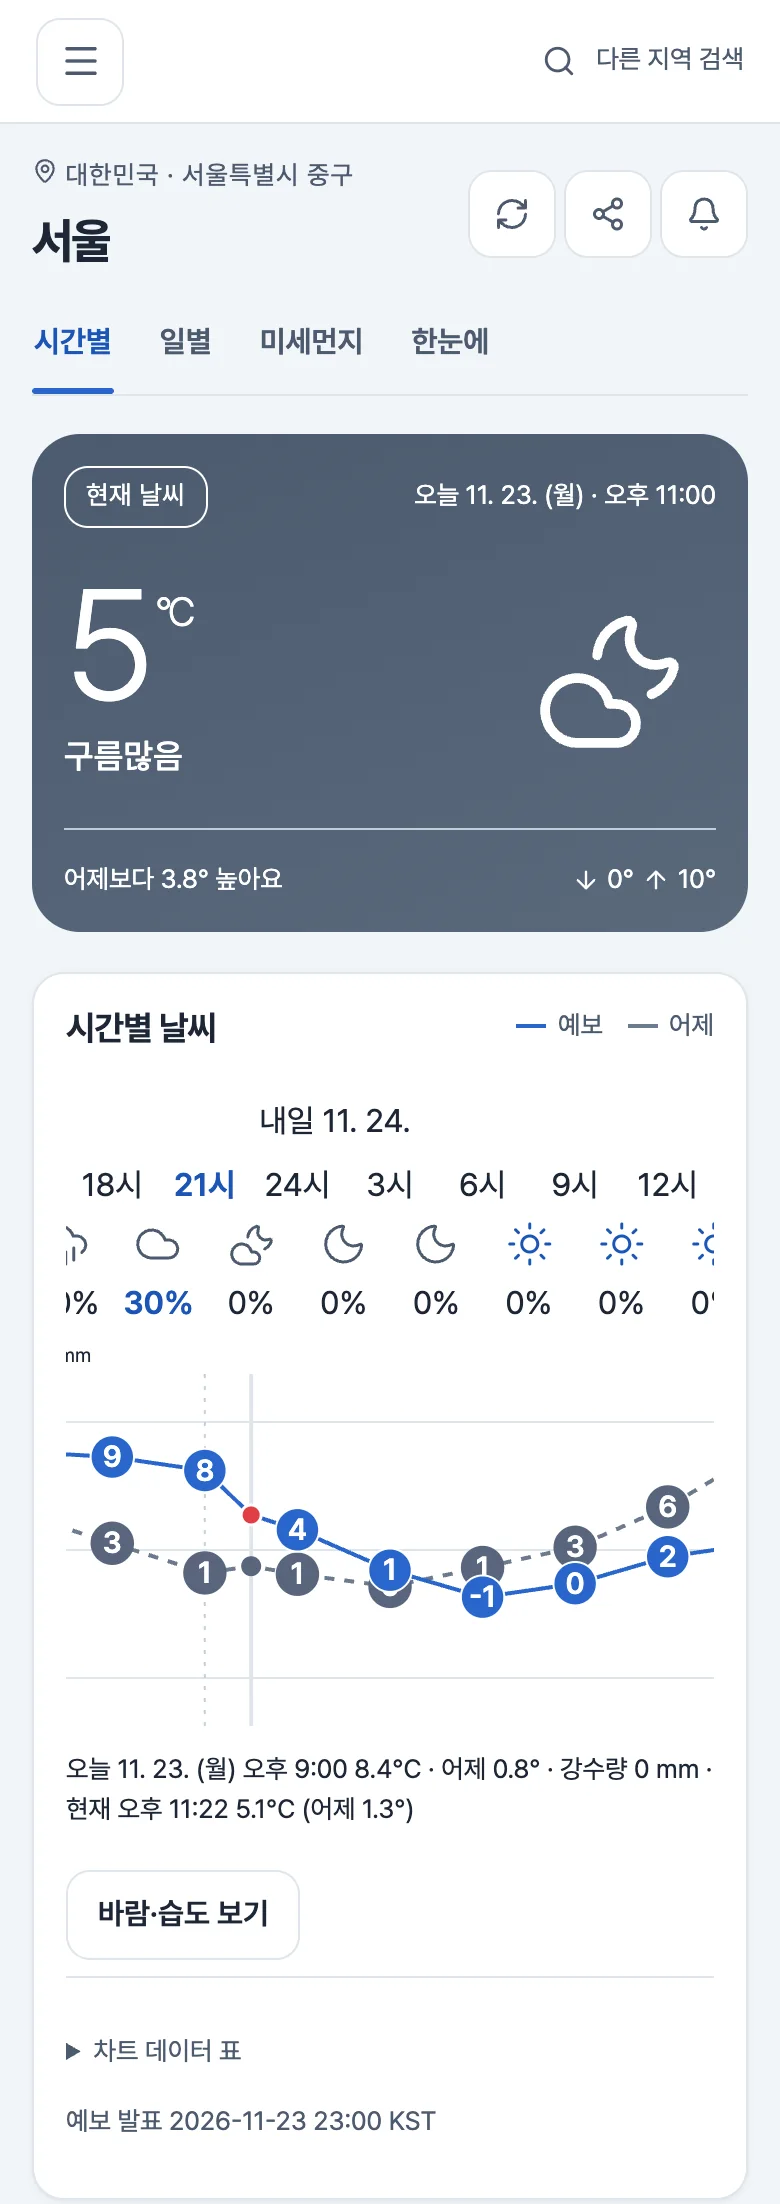 다른 지역 검색
대한민국 · 서울특별시 중구
서울
시간별 일별 미세먼지 한눈에
현재 날씨 오늘 11. 23. (월) · 오후 11:00
5℃
구름많음
어제보다 3.8° 높아요 ↓ 0° ↑ 10°
시간별 날씨 예보 어제
내일 11. 24.
18시 21시 24시 3시 6시 9시 12시
30% 0% 0% 0% 0% 0%
mm
9 8 4 1 -1 0 2
3 1 1 1 3 6
오늘 11. 23. (월) 오후 9:00 8.4°C · 어제 0.8° · 강수량 0 mm ·
현재 오후 11:22 5.1°C (어제 1.3°)
바람·습도 보기
▶ 차트 데이터 표
예보 발표 2026-11-23 23:00 KST